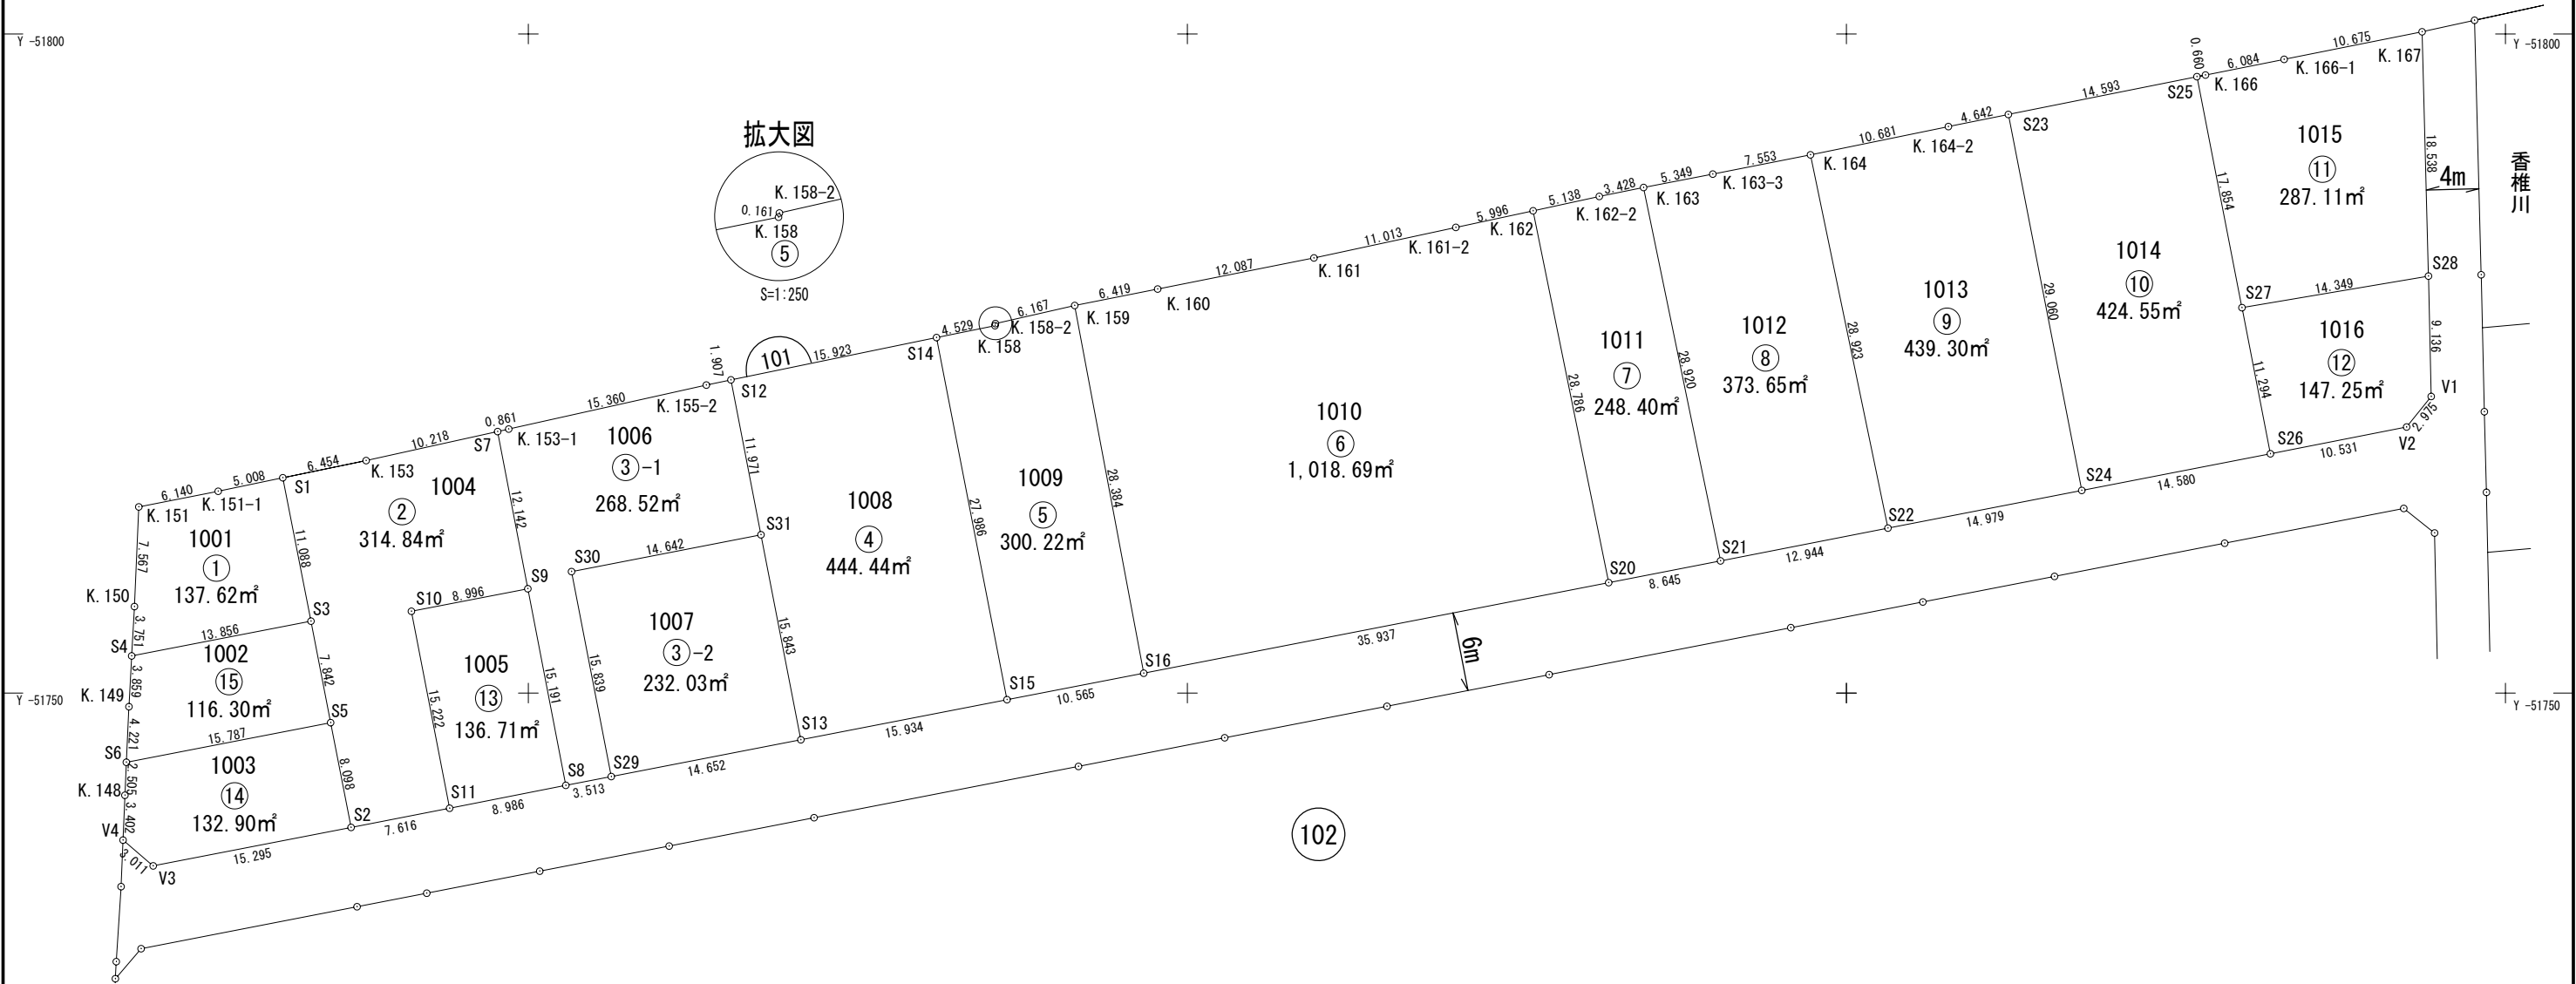 Y -51800
Y -51800
10.675
K.167
0.660
6.084
K.166-1
K.166
S25
14.593
4.642
S23
10.681
K.164-2
K.164
7.553
K.163-3
5.349
K.163
3.428
K.162-2
5.138
K.162
5.996
K.161-2
11.013
K.161
12.087
K.160
6.419
K.159
6.167
K.158-2
4.529
K.158
S14
15.923
101
1.907
S12
K.155-2
15.360
0.861
K.153-1
S7
10.218
K.153
6.454
S1
5.008
K.151-1
6.140
K.151
拡大図
K.158-2
0.161
K.158
⑤
S=1:250
香椎川
4m
18.538
1015
⑪
287.11㎡
17.854
S28
14.349
S27
9.136
1016
⑫
147.25㎡
11.294
V1
2.975
V2
S26
10.531
1014
⑩
424.55㎡
29.060
S24
14.580
1013
⑨
439.30㎡
28.923
S22
14.979
1012
⑧
373.65㎡
28.920
S21
12.944
1011
⑦
248.40㎡
28.786
S20
8.645
1010
⑥
1,018.69㎡
28.384
S16
35.937
6m
1009
⑤
300.22㎡
27.986
S15
10.565
1008
④
444.44㎡
11.971
S31
15.843
S13
15.934
1006
③-1
268.52㎡
12.142
S30
14.642
1007
③-2
232.03㎡
15.839
S29
14.652
S9
8.996
S10
1005
⑬
136.71㎡
15.191
15.222
S8
3.513
S11
8.986
1004
②
314.84㎡
11.088
S3
7.842
S5
8.098
S2
7.616
1001
①
137.62㎡
7.567
K.150
3.751
S4
13.856
1002
⑮
116.30㎡
3.859
K.149
4.221
S6
15.787
1003
⑭
132.90㎡
2.505
K.148
3.402
V4
3.011
V3
15.295
102
Y -51750
Y -51750